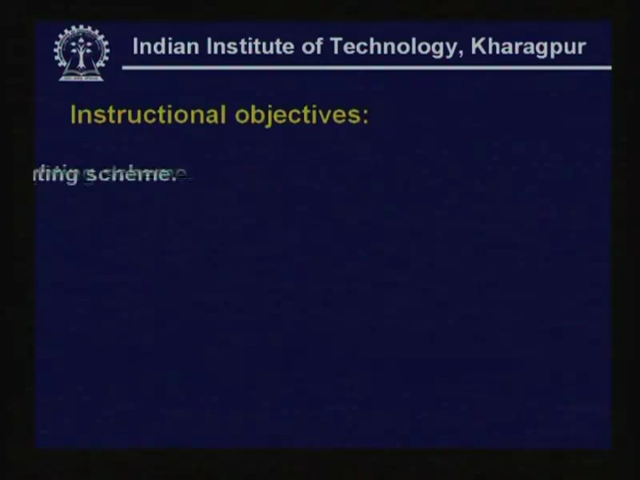 Indian Institute of Technology, Kharagpur
Instructional objectives:
scheme.